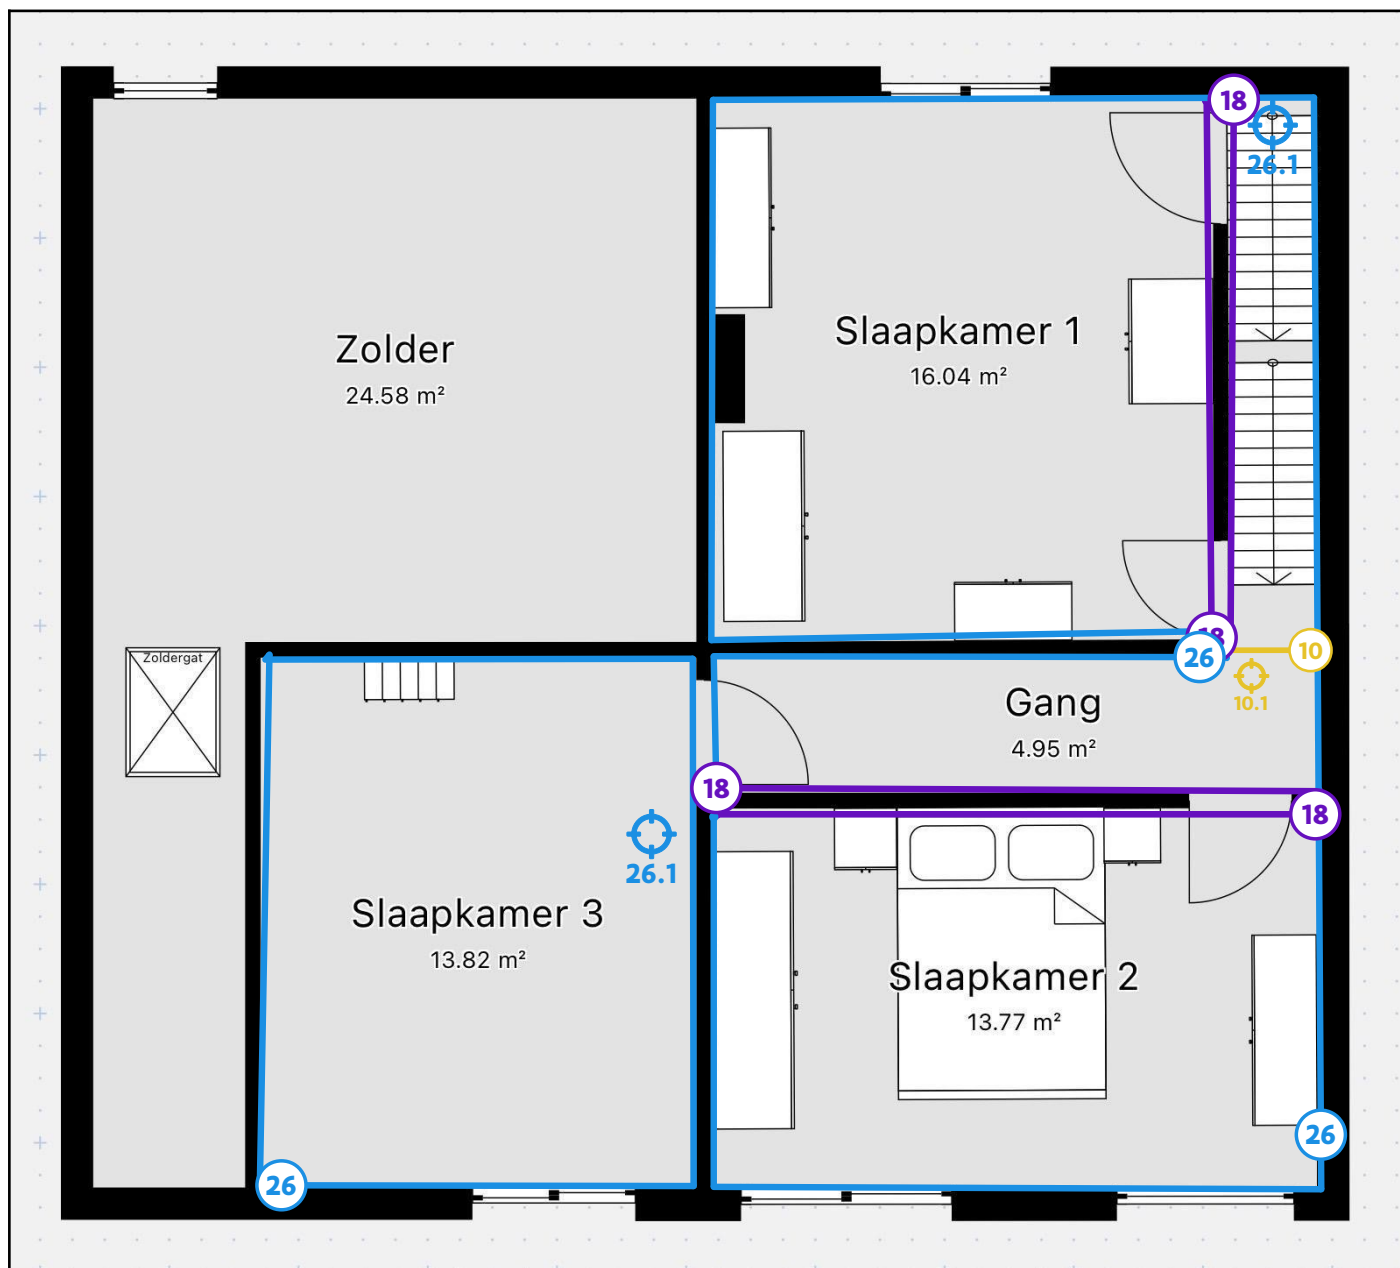 18
26.1
Zolder
24.58 m²
Slaapkamer 1
16.04 m²
18
26
10
10.1
Zoldergat
Gang
4.95 m²
18
18
26.1
Slaapkamer 3
13.82 m²
Slaapkamer 2
13.77 m²
26
26